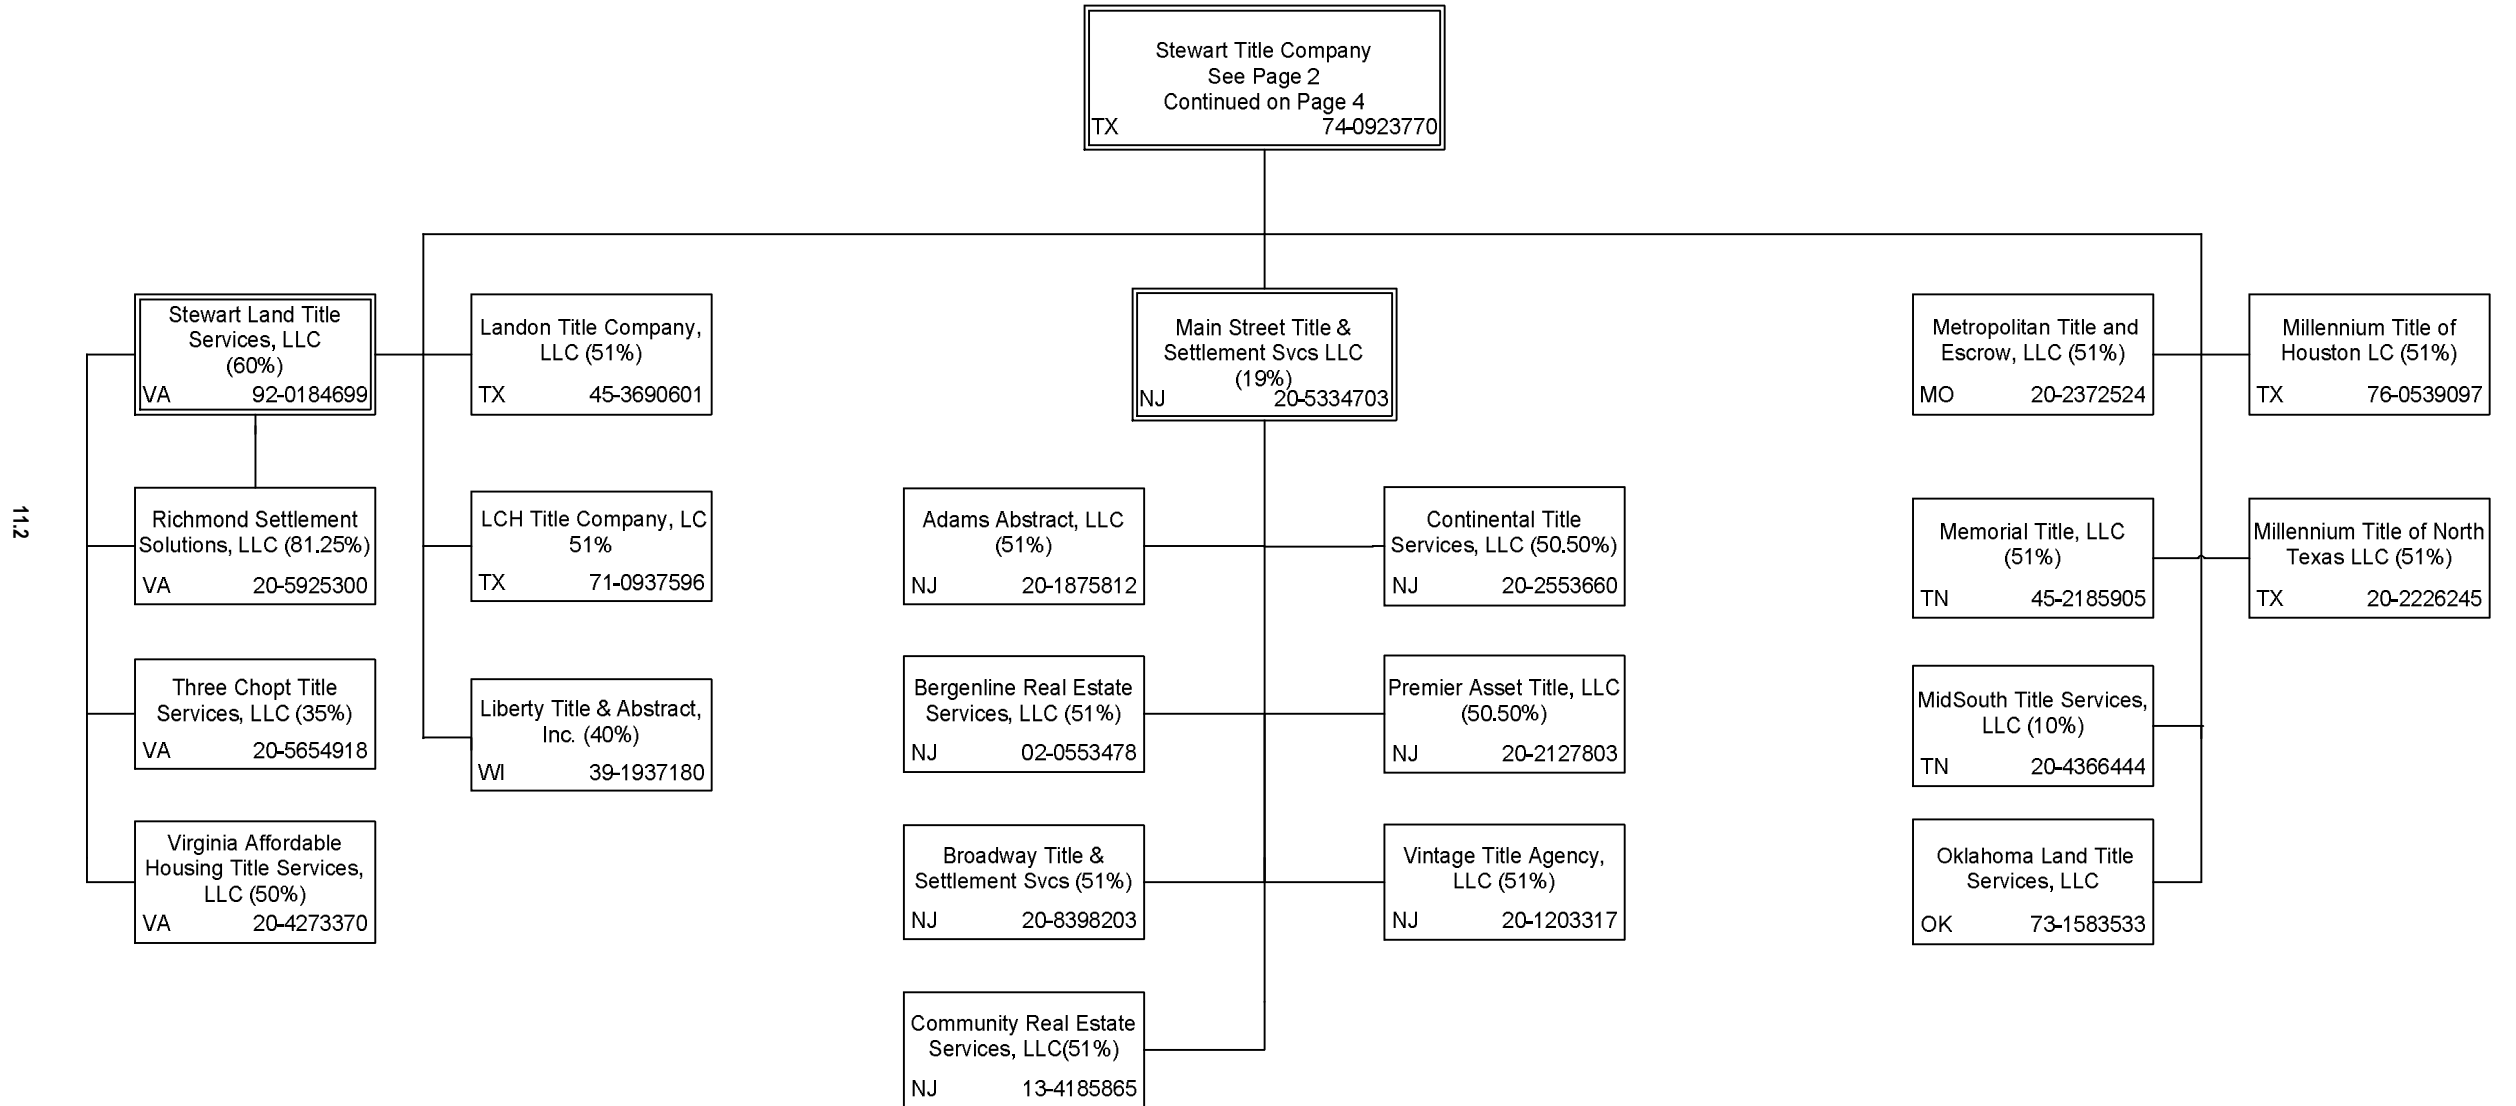 Stewart Title Company
See Page 2
Continued on Page 4
TX 74-0923770
Stewart Land Title
Services, LLC
(60%)
VA 92-0184699
Landon Title Company,
LLC (51%)
TX 45-3690601
Main Street Title &
Settlement Svcs LLC
(19%)
NJ 20-5334703
Metropolitan Title and
Escrow, LLC (51%)
MO 20-2372524
Millennium Title of
Houston LC (51%)
TX 76-0539097
Richmond Settlement
Solutions, LLC (81.25%)
VA 20-5925300
LCH Title Company, LC
51%
TX 71-0937596
Adams Abstract, LLC
(51%)
NJ 20-1875812
Continental Title
Services, LLC (50.50%)
NJ 20-2553660
Memorial Title, LLC
(51%)
TN 45-2185905
Millennium Title of North
Texas LLC (51%)
TX 20-2226245
Three Chopt Title
Services, LLC (35%)
VA 20-5654918
Liberty Title & Abstract,
Inc. (40%)
WI 39-1937180
Bergenline Real Estate
Services, LLC (51%)
NJ 02-0553478
Premier Asset Title, LLC
(50.50%)
NJ 20-2127803
MidSouth Title Services,
LLC (10%)
TN 20-4366444
Virginia Affordable
Housing Title Services,
LLC (50%)
VA 20-4273370
Broadway Title &
Settlement Svcs (51%)
NJ 20-8398203
Vintage Title Agency,
LLC (51%)
NJ 20-1203317
Oklahoma Land Title
Services, LLC
OK 73-1583533
Community Real Estate
Services, LLC(51%)
NJ 13-4185865
11.2